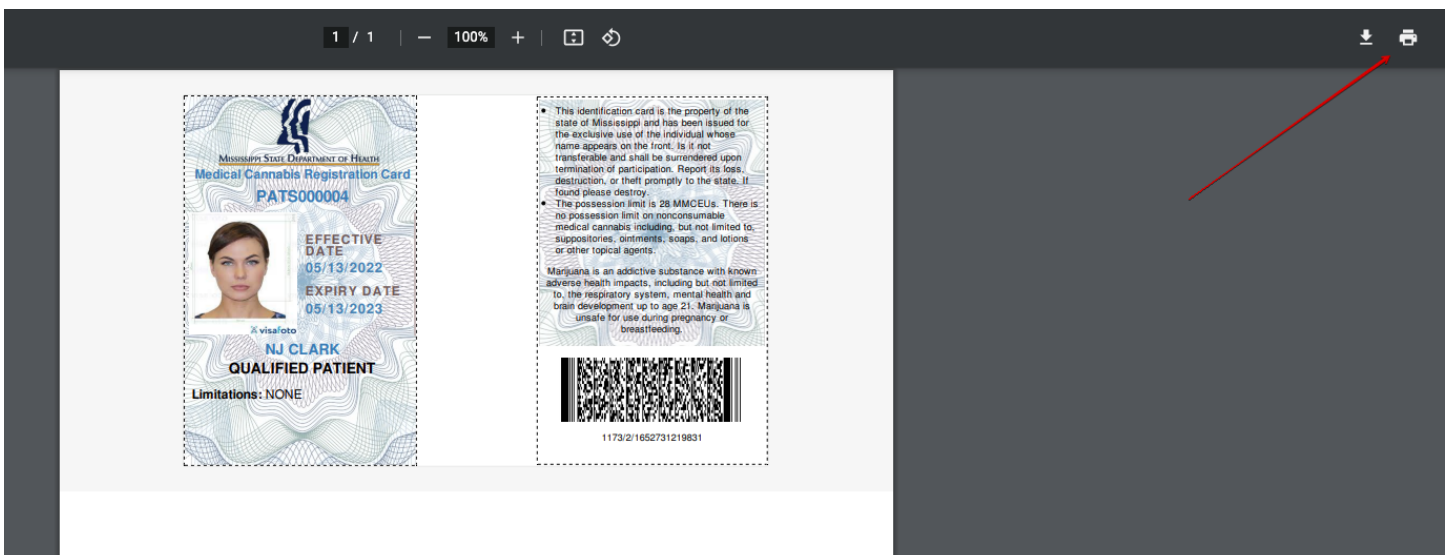 1 / 1 | — 100% + |
MISSISSIPPI STATE DEPARTMENT OF HEALTH
Medical Cannabis Registration Card
PATS000004
EFFECTIVE
DATE
05/13/2022
EXPIRY DATE
05/13/2023
visafoto
NJ CLARK
QUALIFIED PATIENT
Limitations: NONE
• This identification card is the property of the
state of Mississippi and has been issued for
the exclusive use of the individual whose
name appears on the front. Is it not
transferable and shall be surrendered upon
termination of participation. Report its loss,
destruction, or theft promptly to the state. If
found please destroy.
• The possession limit is 28 MMCEUs. There is
no possession limit on nonconsumable
medical cannabis including, but not limited to,
suppositories, ointments, soaps, and lotions
or other topical agents.
Marijuana is an addictive substance with known
adverse health impacts, including but not limited
to, the respiratory system, mental health and
brain development up to age 21. Marijuana is
unsafe for use during pregnancy or
breastfeeding.
1173/2/1652731219831